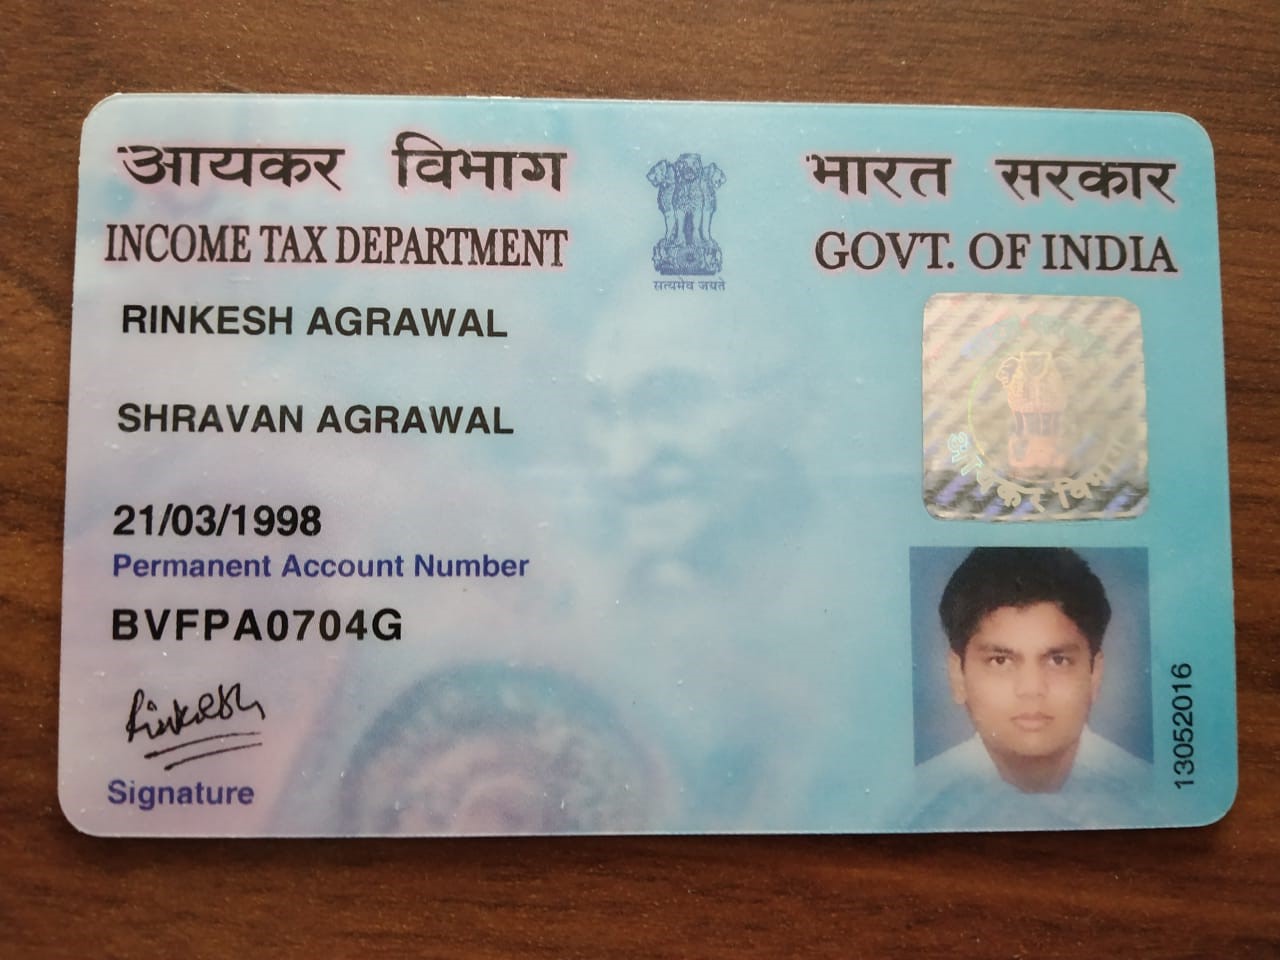 आयकर विभाग
INCOME TAX DEPARTMENT
भारत सरकार
GOVT. OF INDIA
सत्यमेव जयते
RINKESH AGRAWAL
SHRAVAN AGRAWAL
21/03/1998
Permanent Account Number
BVFPA0704G
Rinkesh
Signature
आयकर विभाग
13052016